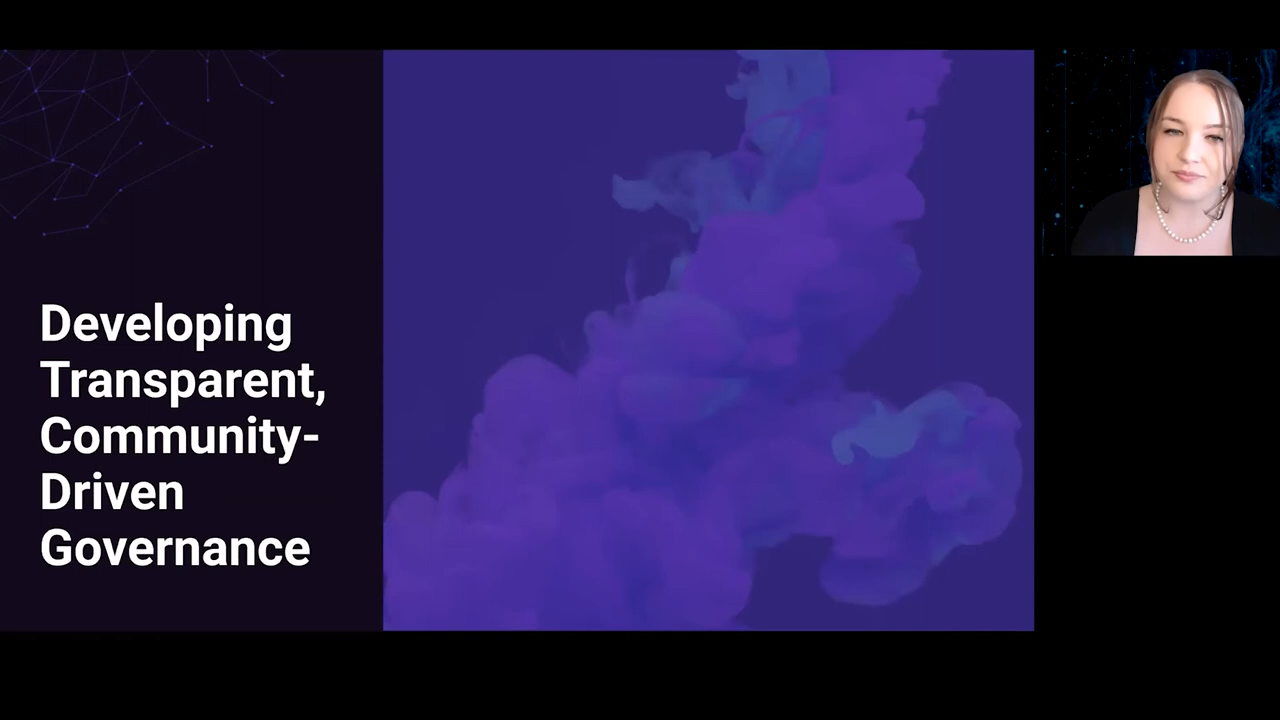 Developing
Transparent,
Community-
Driven
Governance